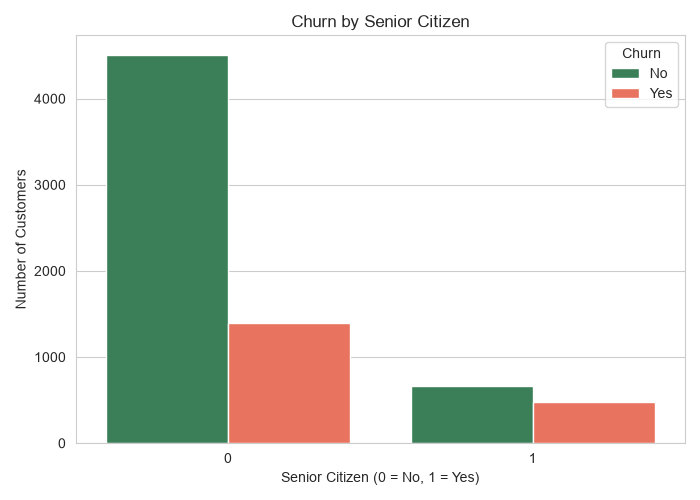 Churn by Senior Citizen
Churn
No
Yes
Number of Customers
4000
3000
2000
1000
0
0
1
Senior Citizen (0 = No, 1 = Yes)